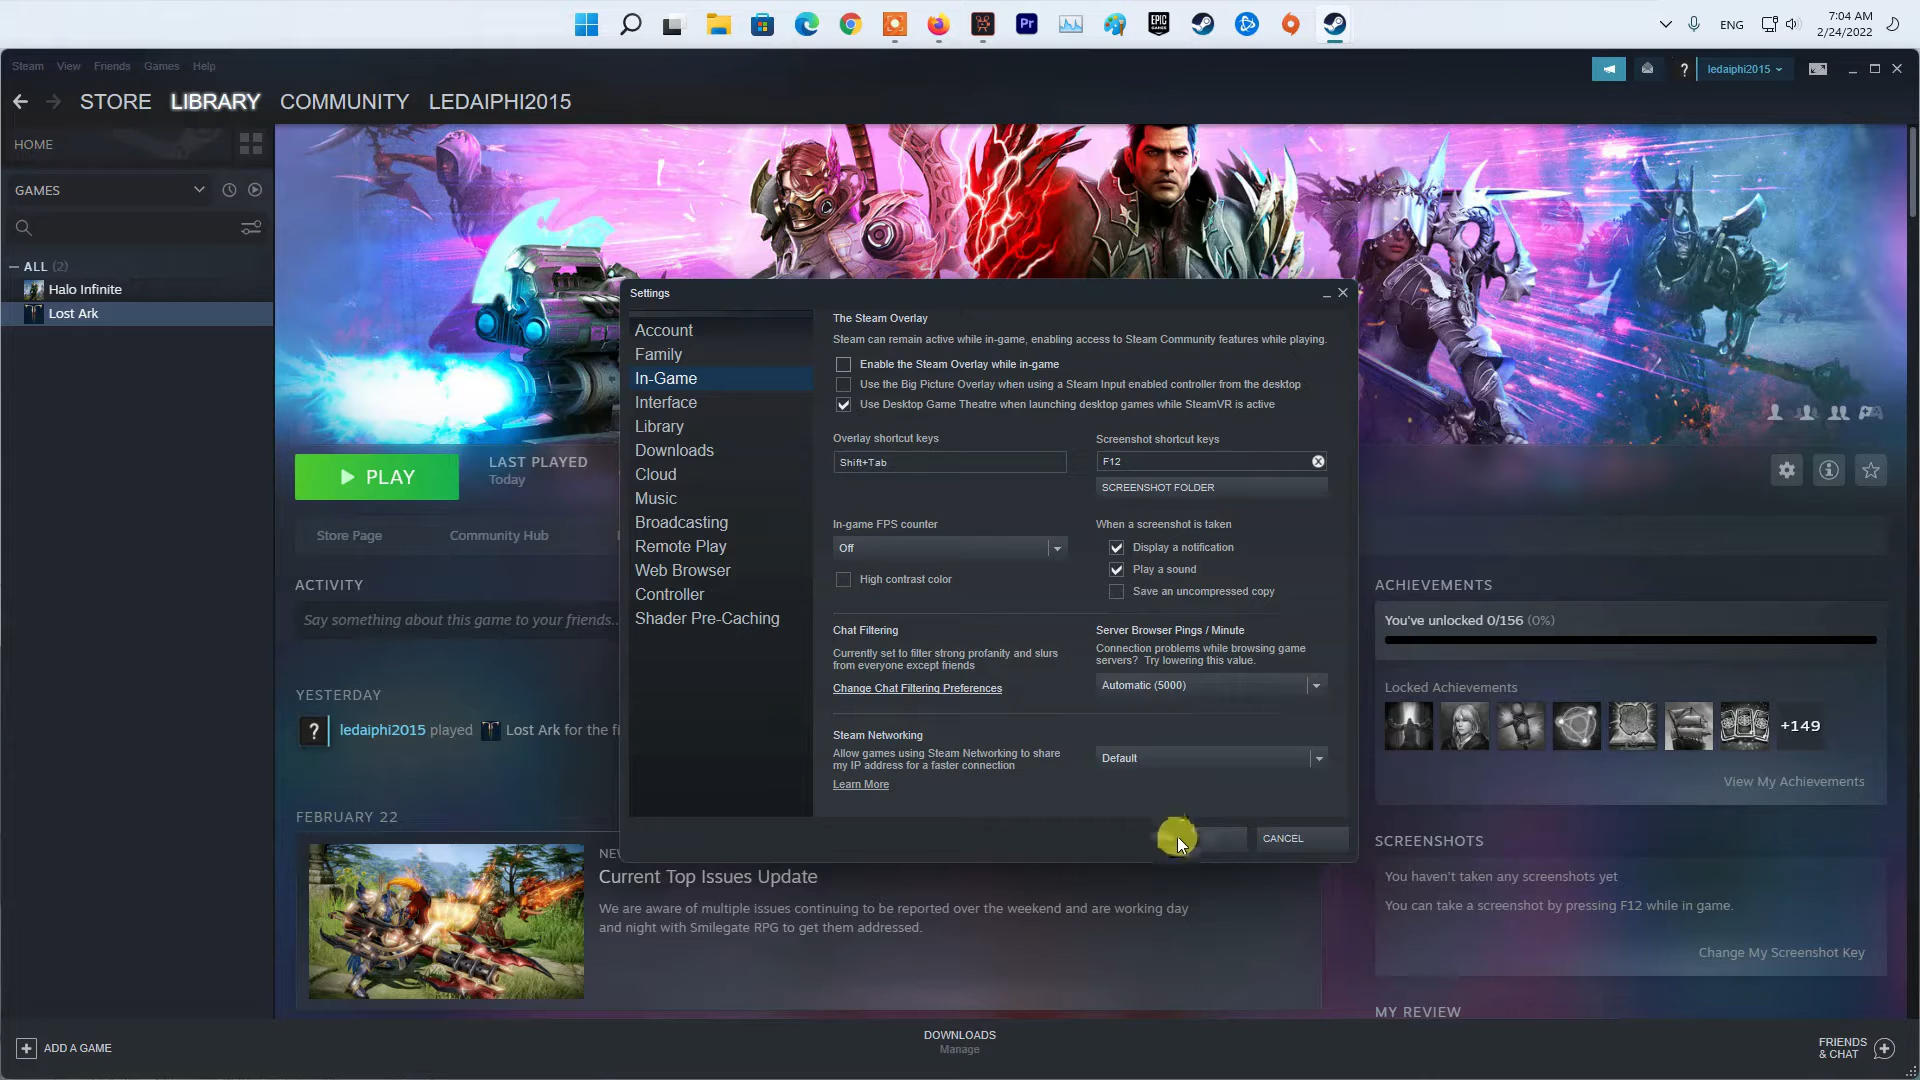 ENG
7:04 AM
2/24/2022
Pr
EPIC
GAMES
Steam View Friends Games Help
ledaiphi2015
STORE LIBRARY COMMUNITY LEDAIPHI2015
HOME
GAMES
ALL (2)
Halo Infinite
Lost Ark
PLAY
LAST PLAYED
Today
Store Page Community Hub
ACTIVITY
Say something about this game to your friends..
YESTERDAY
ledaiphi2015 played Lost Ark for the
FEBRUARY 22
Current Top Issues Update
We are aware of multiple issues continuing to be reported over the weekend and are working day
and night with Smilegate RPG to get them addressed.
Settings
Account
Family
In-Game
Interface
Library
Downloads
Cloud
Music
Broadcasting
Remote Play
Web Browser
Controller
Shader Pre-Caching
The Steam Overlay
Steam can remain active while in-game, enabling access to Steam Community features while playing.
Enable the Steam Overlay while in-game
Use the Big Picture Overlay when using a Steam Input enabled controller from the desktop
Use Desktop Game Theatre when launching desktop games while SteamVR is active
Overlay shortcut keys
Shift+Tab
Screenshot shortcut keys
F12
SCREENSHOT FOLDER
In-game FPS counter
Off
High contrast color
When a screenshot is taken
Display a notification
Play a sound
Save an uncompressed copy
Chat Filtering
Currently set to filter strong profanity and slurs
from everyone except friends
Change Chat Filtering Preferences
Server Browser Pings / Minute
Connection problems while browsing game
servers? Try lowering this value.
Automatic (5000)
Steam Networking
Allow games using Steam Networking to share
my IP address for a faster connection
Learn More
Default
CANCEL
ACHIEVEMENTS
You've unlocked 0/156 (0%)
Locked Achievements
+149
View My Achievements
SCREENSHOTS
You haven't taken any screenshots yet
You can take a screenshot by pressing F12 while in game.
Change My Screenshot Key
MY REVIEW
ADD A GAME
DOWNLOADS
Manage
FRIENDS
& CHAT